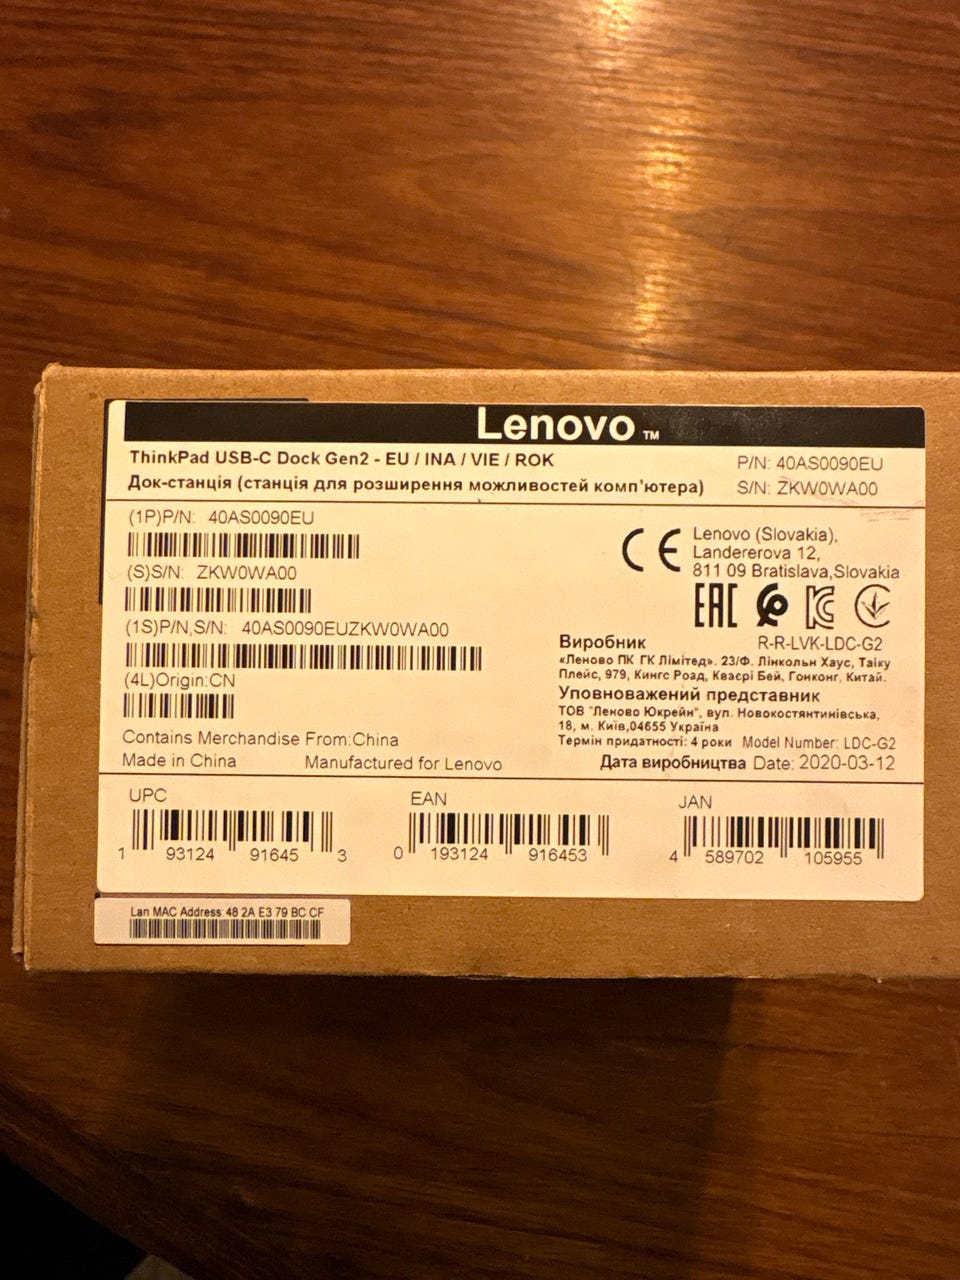 Lenovo TM
ThinkPad USB-C Dock Gen2 - EU / INA / VIE / ROK
Док-станція (станція для розширення можливостей комп'ютера)
P/N: 40AS0090EU
S/N: ZKW0WA00
(1P)P/N: 40AS0090EU
(S)S/N: ZKW0WA00
(1S)P/N,S/N: 40AS0090EUZKW0WA00
(4L)Origin:CN
Contains Merchandise From:China
Made in China Manufactured for Lenovo
CE
Lenovo (Slovakia),
Landererova 12,
811 09 Bratislava,Slovakia
EAC
R-R-LVK-LDC-G2
Виробник
«Леново ПК ГК Лімітед». 23/Ф. Лінкольн Хаус, Таіку
Плейс, 979, Кингс Роад, Кваєрі Бей, Гонконг, Китай.
Уповноважений представник
ТОВ "Леново Юкрейн", вул. Новокостянтинівська,
18, м. Київ,04655 Україна
Термін придатності: 4 роки Model Number: LDC-G2
Дата виробництва Date: 2020-03-12
UPC
1 93124 91645 3
EAN
0 193124 916453
JAN
4 589702 105955
Lan MAC Address: 48 2A E3 79 BC CF